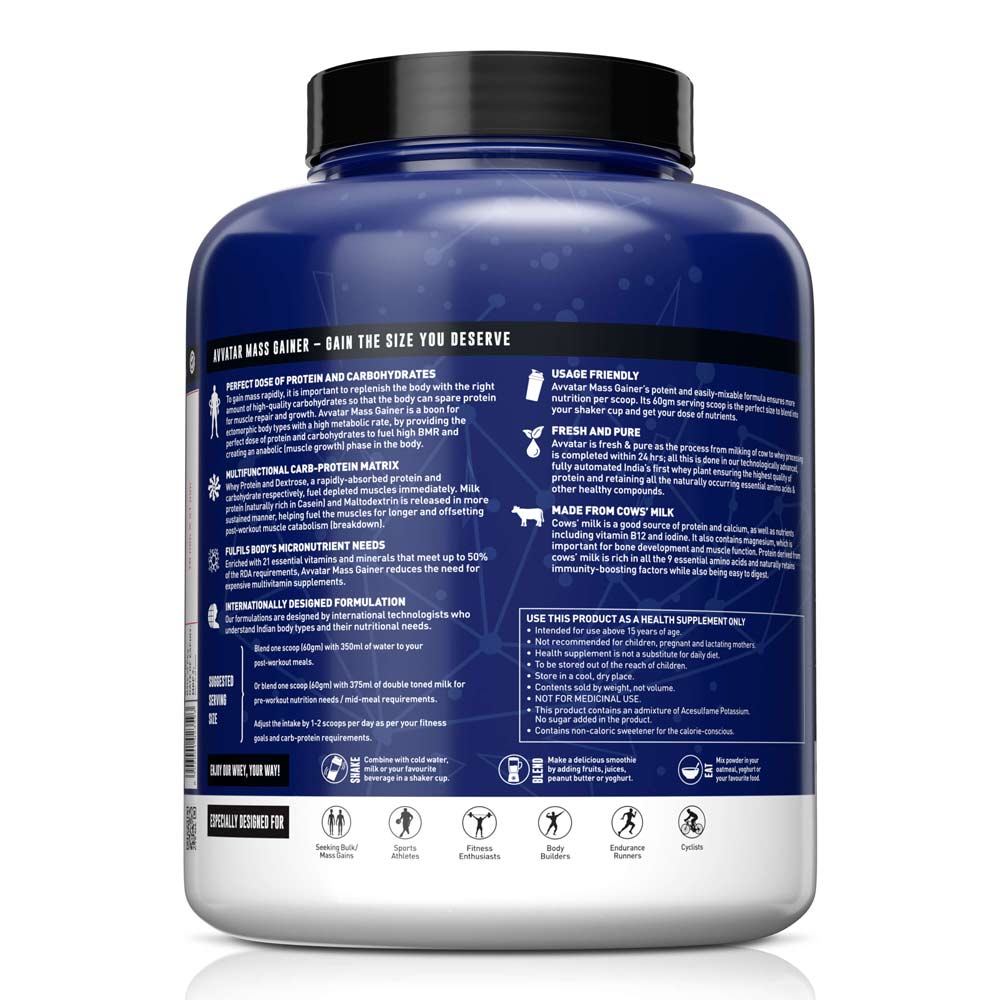 AVVATAR MASS GAINER – GAIN THE SIZE YOU DESERVE
PERFECT DOSE OF PROTEIN AND CARBOHYDRATES
To gain mass rapidly, it is important to replenish the body with the right
amount of high-quality carbohydrates so that the body can spare protein
for muscle repair and growth. Avvatar Mass Gainer is a boon for
ectomorphic body types with a high metabolic rate, by providing the
perfect dose of protein and carbohydrates to fuel high BMR and
creating an anabolic (muscle growth) phase in the body.
MULTIFUNCTIONAL CARB-PROTEIN MATRIX
Whey Protein and Dextrose, a rapidly-absorbed protein and
carbohydrate respectively, fuel depleted muscles immediately. Milk
protein (naturally rich in Casein) and Maltodextrin is released in more
sustained manner, helping fuel the muscles for longer and offsetting
post-workout muscle catabolism (breakdown).
FULFILS BODY'S MICRONUTRIENT NEEDS
Enriched with 21 essential vitamins and minerals that meet up to 50%
of the RDA requirements, Avvatar Mass Gainer reduces the need for
expensive multivitamin supplements.
INTERNATIONALLY DESIGNED FORMULATION
Our formulations are designed by international technologists who
understand Indian body types and their nutritional needs.
SUGGESTED
SERVING
SIZE
Blend one scoop (60gm) with 350ml of water to your
post-workout meals.
Or blend one scoop (60gm) with 375ml of double toned milk for
pre-workout nutrition needs / mid-meal requirements.
Adjust the intake by 1-2 scoops per day as per your fitness
goals and carb-protein requirements.
USAGE FRIENDLY
Avvatar Mass Gainer's potent and easily-mixable formula ensures more
nutrition per scoop. Its 60gm serving scoop is the perfect size to blend into
your shaker cup and get your dose of nutrients.
FRESH AND PURE
Avvatar is fresh & pure as the process from milking of cow to whey processing
is completed within 24 hrs; all this is done in our technologically advanced,
fully automated India's first whey plant ensuring the highest quality of
protein and retaining all the naturally occurring essential amino acids &
other healthy compounds.
MADE FROM COWS' MILK
Cows' milk is a good source of protein and calcium, as well as nutrients
including vitamin B12 and iodine. It also contains magnesium, which is
important for bone development and muscle function. Protein derived from
cows' milk is rich in all the 9 essential amino acids and naturally retains
immunity-boosting factors while also being easy to digest.
USE THIS PRODUCT AS A HEALTH SUPPLEMENT ONLY
• Intended for use above 15 years of age.
• Not recommended for children, pregnant and lactating mothers.
• Health supplement is not a substitute for daily diet.
• To be stored out of the reach of children.
• Store in a cool, dry place.
• Contents sold by weight, not volume.
• NOT FOR MEDICINAL USE.
• This product contains an admixture of Acesulfame Potassium.
No sugar added in the product.
• Contains non-caloric sweetener for the calorie-conscious.
ENJOY OUR WHEY, YOUR WAY!
SHAKE
Combine with cold water,
milk or your favourite
beverage in a shaker cup.
BLEND
Make a delicious smoothie
by adding fruits, juices,
peanut butter or yoghurt.
EAT
Mix powder in your
oatmeal, yoghurt or
your favourite food.
ESPECIALLY DESIGNED FOR
Seeking Bulk/
Mass Gains
Sports
Athletes
Fitness
Enthusiasts
Body
Builders
Endurance
Runners
Cyclists